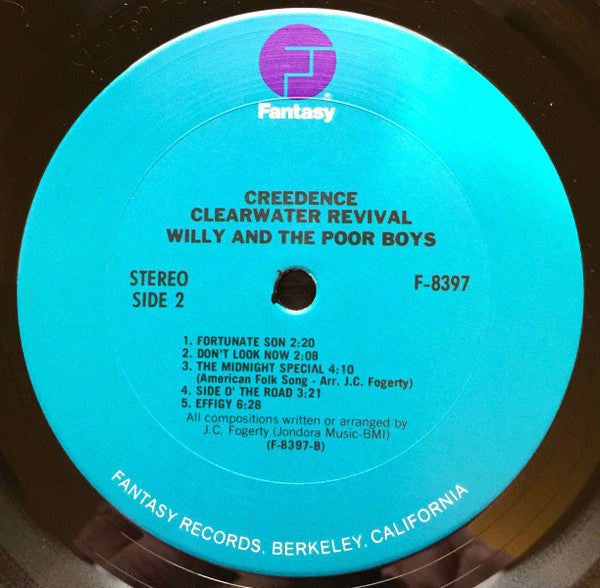 Fantasy®
CREEDENCE
CLEARWATER REVIVAL
WILLY AND THE POOR BOYS
STEREO
SIDE 2
F-8397
1. FORTUNATE SON 2:20
2. DON'T LOOK NOW 2:08
3. THE MIDNIGHT SPECIAL 4:10
(American Folk Song - Arr. J.C. Fogerty)
4. SIDE O' THE ROAD 3:21
5. EFFIGY 6:28
All compositions written or arranged by
J.C. Fogerty (Jondora Music-BMI)
(F-8397-B)
FANTASY RECORDS, BERKELEY, CALIFORNIA